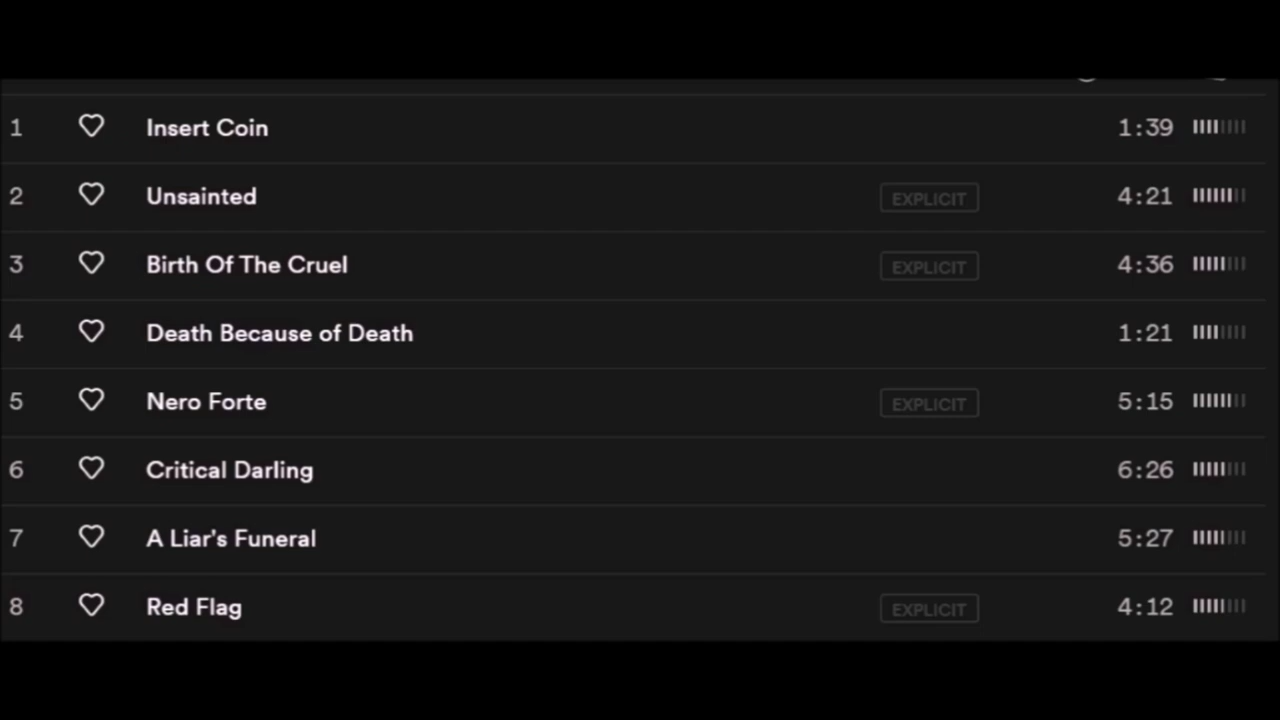 1 Insert Coin 1:39
2 Unsainted EXPLICIT 4:21
3 Birth Of The Cruel EXPLICIT 4:36
4 Death Because of Death 1:21
5 Nero Forte EXPLICIT 5:15
6 Critical Darling 6:26
7 A Liar's Funeral 5:27
8 Red Flag EXPLICIT 4:12